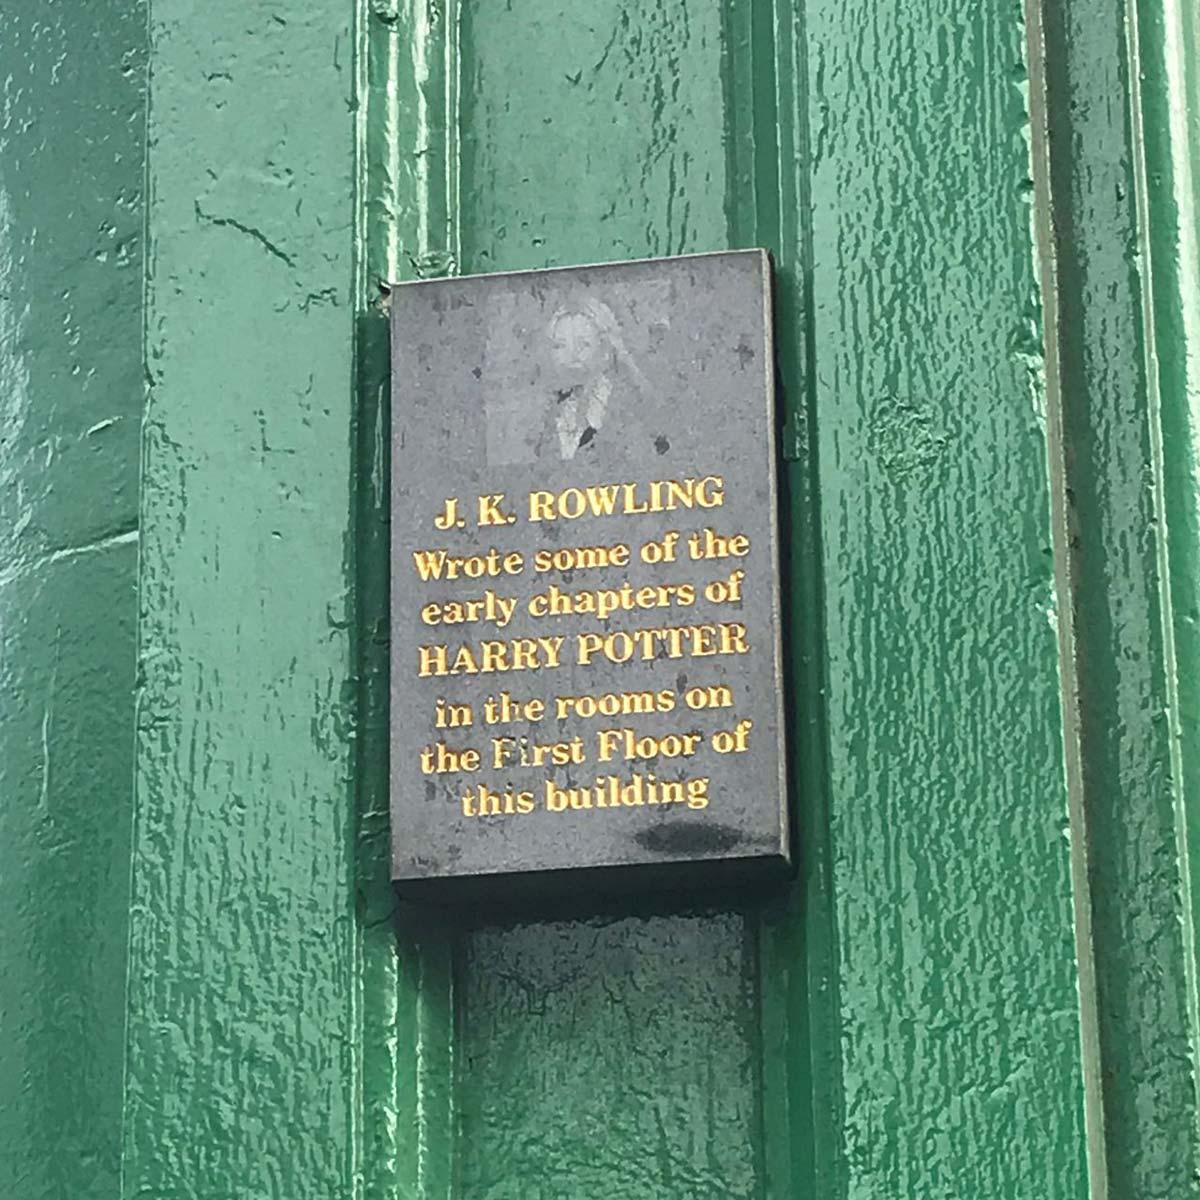 J. K. ROWLING
Wrote some of the
early chapters of
HARRY POTTER
in the rooms on
the First Floor of
this building